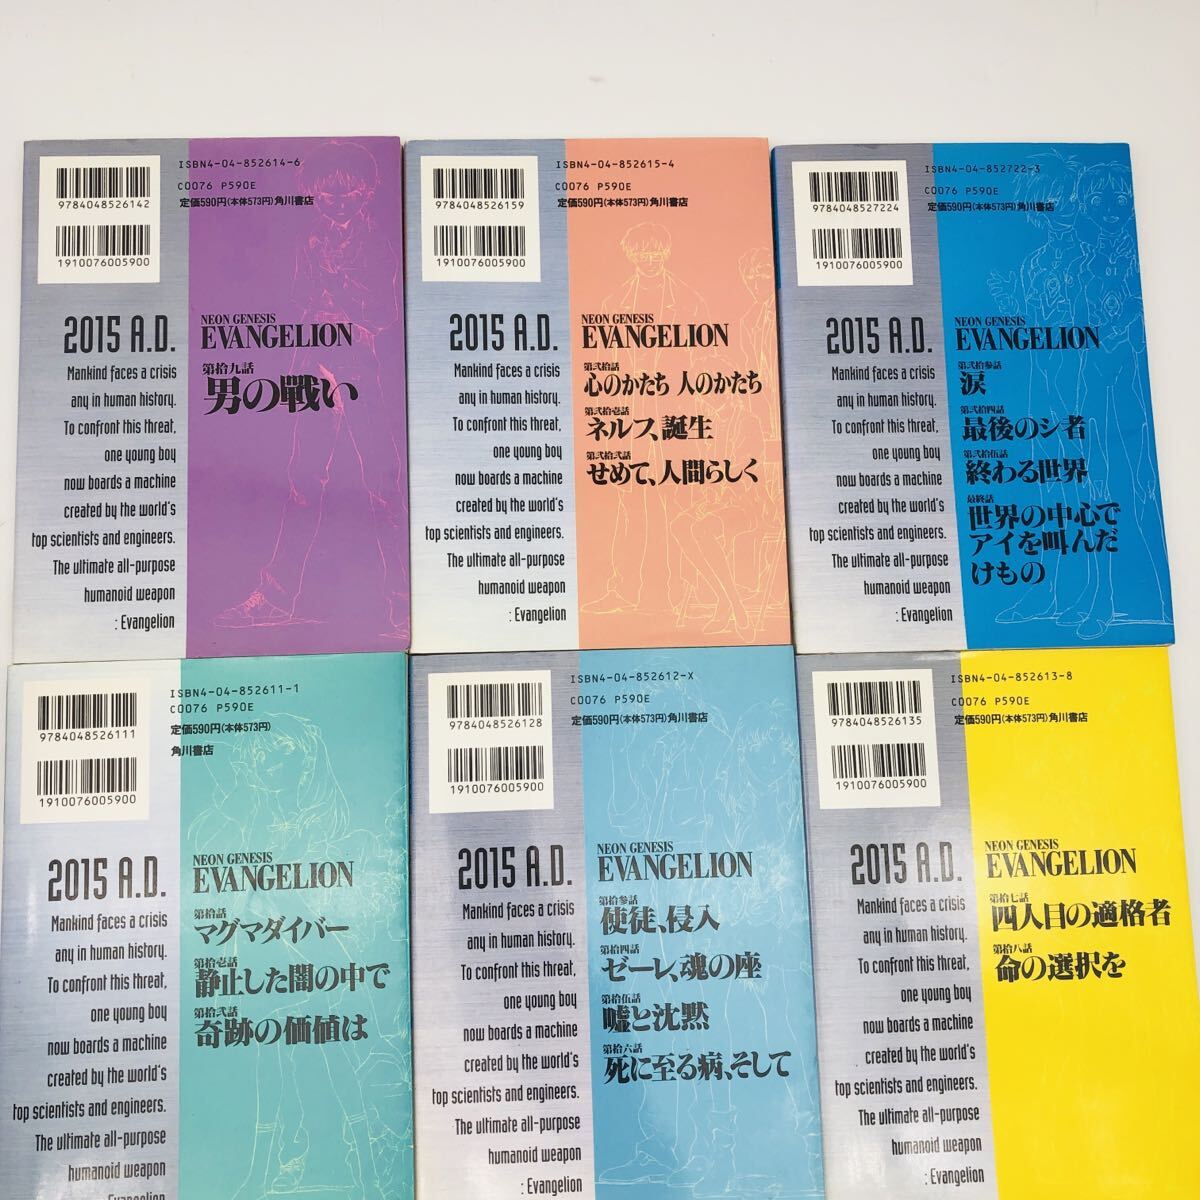 ISBN4-04-852614-6
C0076 P590E
定価590円(本体573円)角川書店
9784048526142
1910076005900
2015 A.D.
Mankind faces a crisis
any in human history.
To confront this threat,
one young boy
now boards a machine
created by the world's
top scientists and engineers.
The ultimate all-purpose
humanoid weapon
: Evangelion
NEON GENESIS
EVANGELION
第拾九話
男の戰い
ISBN4-04-852615-4
C0076 P590E
定価590円(本体573円)角川書店
9784048526159
1910076005900
2015 A.D.
Mankind faces a crisis
any in human history.
To confront this threat,
one young boy
now boards a machine
created by the world's
top scientists and engineers.
The ultimate all-purpose
humanoid weapon
: Evangelion
NEON GENESIS
EVANGELION
第弐拾話
心のかたち 人のかたち
第弐拾壱話
ネルフ、誕生
第弐拾弐話
せめて、人間らしく
ISBN4-04-852722-3
C0076 P590E
定価590円(本体573円)角川書店
9784048527224
1910076005900
2015 A.D.
Mankind faces a crisis
any in human history.
To confront this threat,
one young boy
now boards a machine
created by the world's
top scientists and engineers.
The ultimate all-purpose
humanoid weapon
: Evangelion
NEON GENESIS
EVANGELION
第弐拾参話
涙
第弐拾四話
最後のシ者
第弐拾伍話
終わる世界
最終話
世界の中心で
アイを叫んだ
けもの
ISBN4-04-852611-1
C0076 P590E
定価590円(本体573円)
角川書店
9784048526111
1910076005900
2015 A.D.
Mankind faces a crisis
any in human history.
To confront this threat,
one young boy
now boards a machine
created by the world's
top scientists and engineers.
The ultimate all-purpose
humanoid weapon
: Evangelion
NEON GENESIS
EVANGELION
第拾話
マグマダイバー
第拾壱話
静止した闇の中で
第拾弐話
奇跡の価値は
ISBN4-04-852612-X
C0076 P590E
定価590円(本体573円)角川書店
9784048526128
1910076005900
2015 A.D.
Mankind faces a crisis
any in human history.
To confront this threat,
one young boy
now boards a machine
created by the world's
top scientists and engineers.
The ultimate all-purpose
humanoid weapon
: Evangelion
NEON GENESIS
EVANGELION
第拾参話
使徒、侵入
第拾四話
ゼーレ、魂の座
第拾伍話
嘘と沈黙
第拾六話
死に至る病、そして
ISBN4-04-852613-8
C0076 P590E
定価590円(本体573円)角川書店
9784048526135
1910076005900
2015 A.D.
Mankind faces a crisis
any in human history.
To confront this threat,
one young boy
now boards a machine
created by the world's
top scientists and engineers.
The ultimate all-purpose
humanoid weapon
: Evangelion
NEON GENESIS
EVANGELION
第拾七話
四人目の適格者
第拾八話
命の選択を